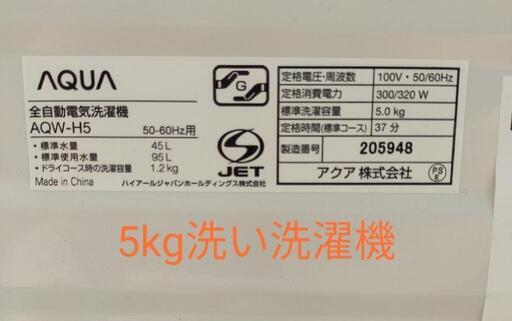 AQUA
全自動電気洗濯機
AQW-H5 50-60Hz用
・標準水量 45L
・標準使用水量 95L
・ドライコース時の洗濯容量 1.2kg
Made in China ハイアールジャパンホールディングス株式会社
G
S
JET
定格電圧・周波数 100V・50/60Hz
定格消費電力 300/320 W
標準洗濯容量 5.0 kg
定格時間(標準コース) 37 分
製造番号 205948
アクア 株式会社
PS
E
5kg洗い洗濯機